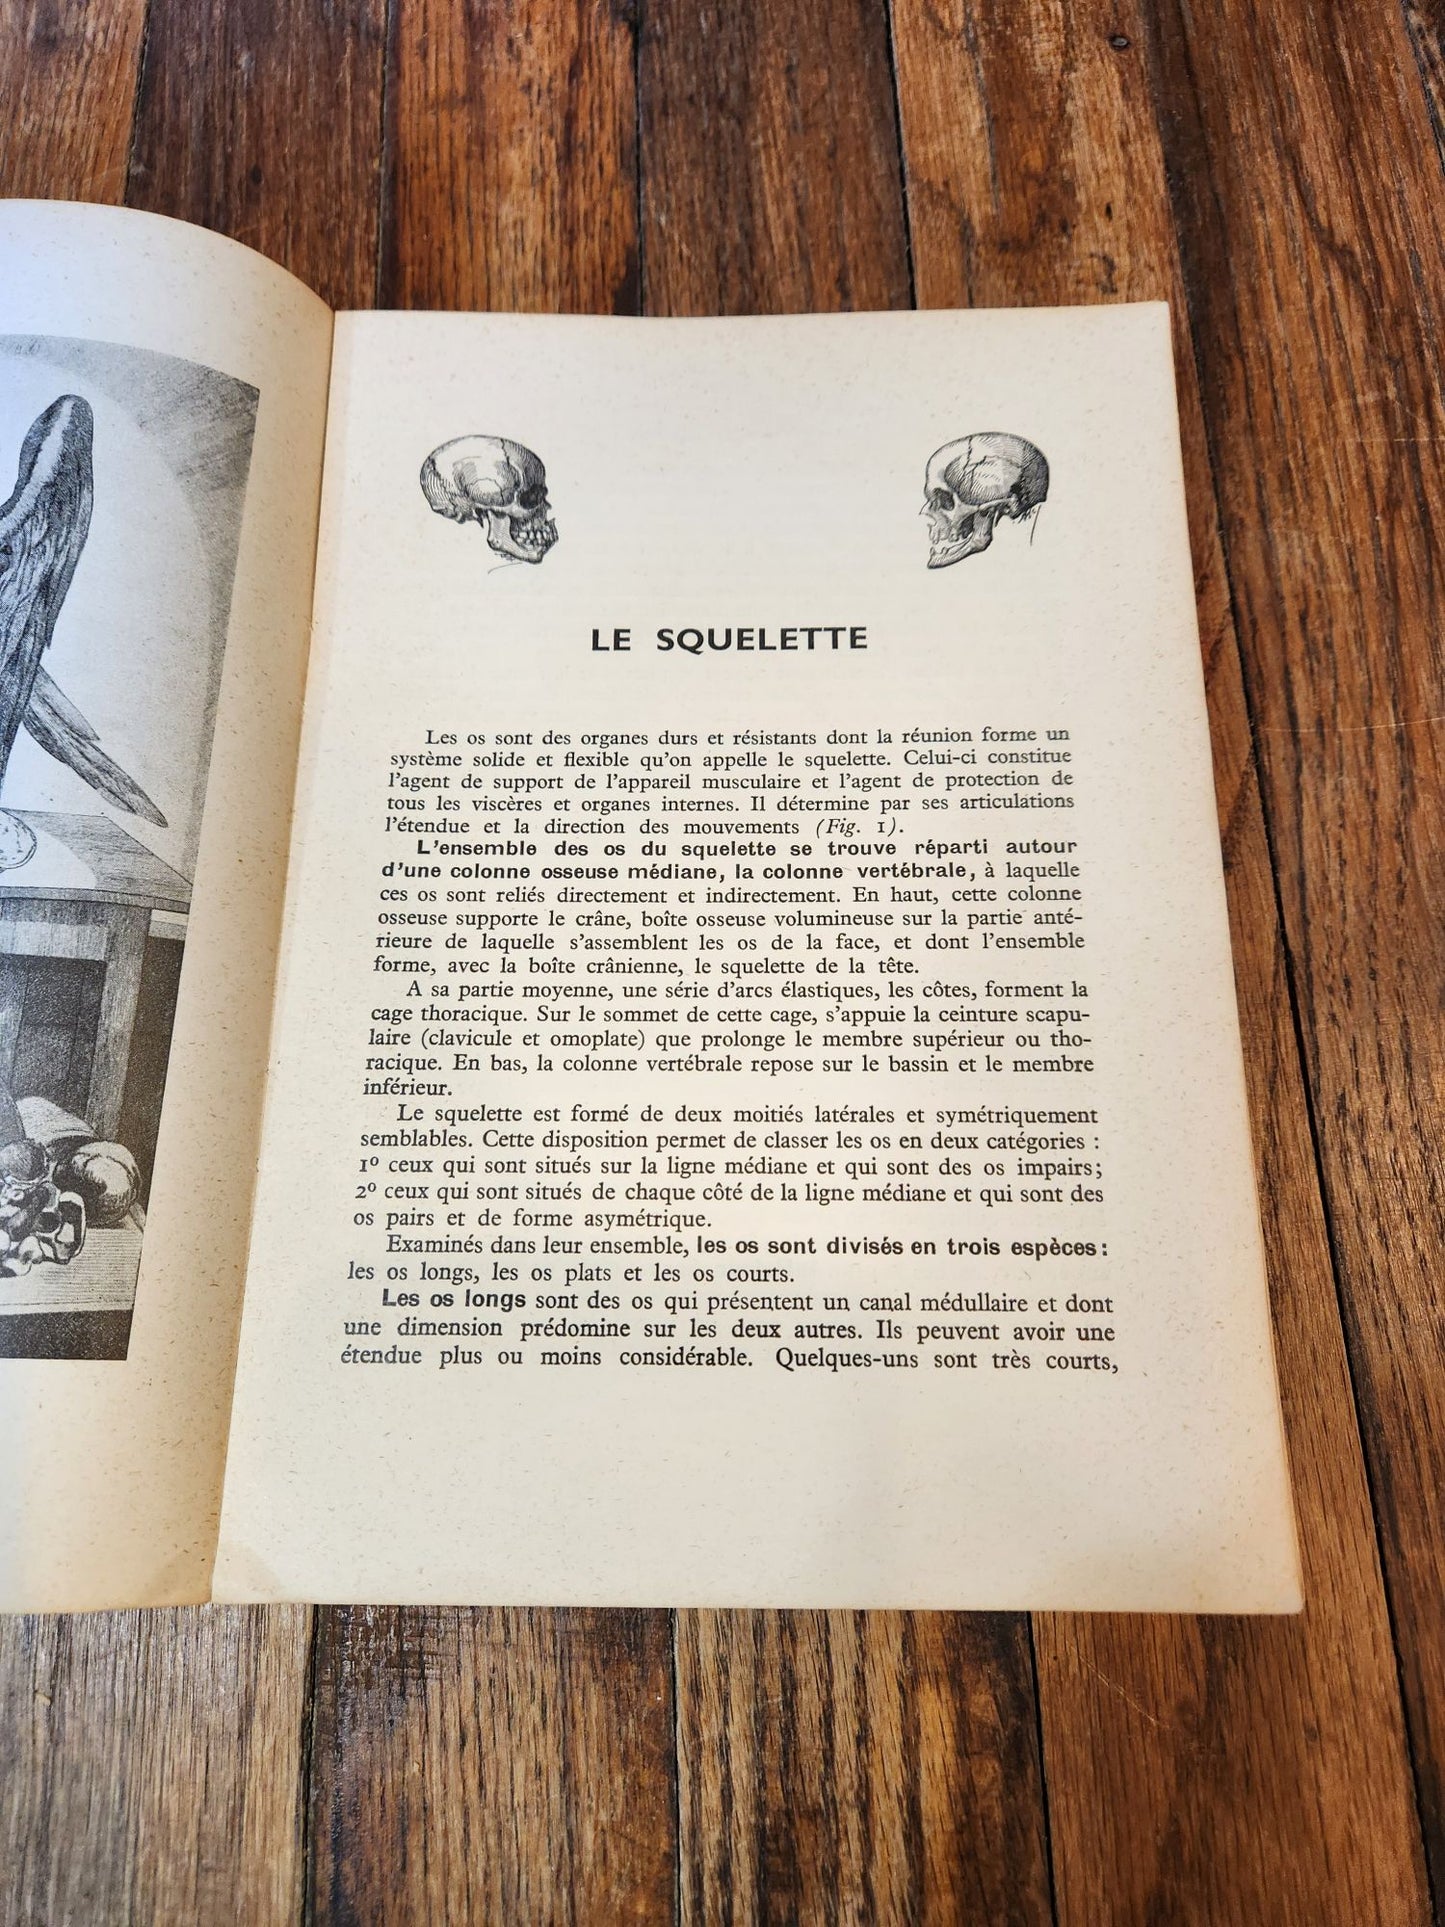 LE SQUELETTE
Les os sont des organes durs et résistants dont la réunion forme un
système solide et flexible qu'on appelle le squelette. Celui-ci constitue
l'agent de support de l'appareil musculaire et l'agent de protection de
tous les viscères et organes internes. Il détermine par ses articulations
l'étendue et la direction des mouvements (Fig. 1).
L'ensemble des os du squelette se trouve réparti autour
d'une colonne osseuse médiane, la colonne vertébrale, à laquelle
ces os sont reliés directement et indirectement. En haut, cette colonne
osseuse supporte le crâne, boîte osseuse volumineuse sur la partie anté-
rieure de laquelle s'assemblent les os de la face, et dont l'ensemble
forme, avec la boîte crânienne, le squelette de la tête.
A sa partie moyenne, une série d'arcs élastiques, les côtes, forment la
cage thoracique. Sur le sommet de cette cage, s'appuie la ceinture scapu-
laire (clavicule et omoplate) que prolonge le membre supérieur ou tho-
racique. En bas, la colonne vertébrale repose sur le bassin et le membre
inférieur.
Le squelette est formé de deux moitiés latérales et symétriquement
semblables. Cette disposition permet de classer les os en deux catégories :
1º ceux qui sont situés sur la ligne médiane et qui sont des os impairs;
2º ceux qui sont situés de chaque côté de la ligne médiane et qui sont des
os pairs et de forme asymétrique.
Examinés dans leur ensemble, les os sont divisés en trois espèces :
les os longs, les os plats et les os courts.
Les os longs sont des os qui présentent un canal médullaire et dont
une dimension prédomine sur les deux autres. Ils peuvent avoir une
étendue plus ou moins considérable. Quelques-uns sont très courts,